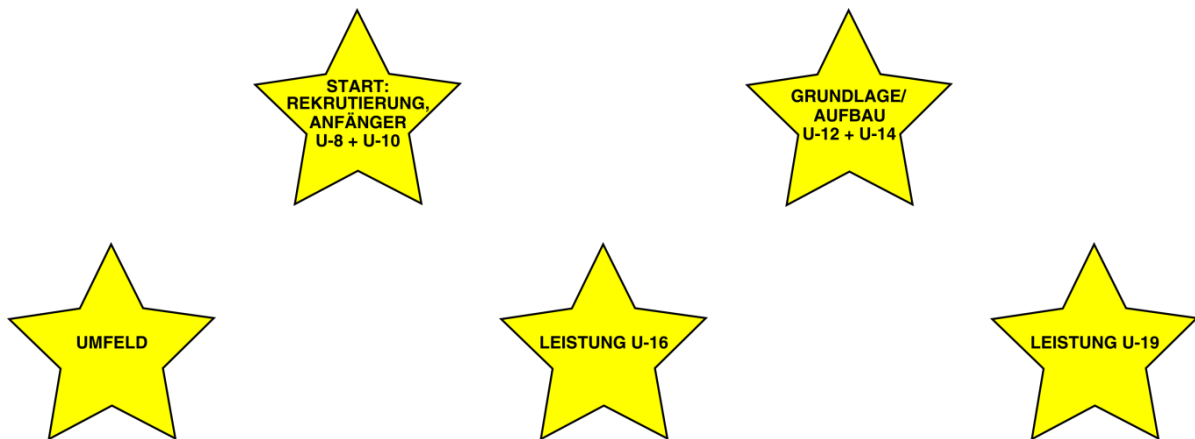 START:
REKRUTIERUNG,
ANFÄNGER
U-8 + U-10
GRUNDLAGE/
AUFBAU
U-12 + U-14
UMFELD
LEISTUNG U-16
LEISTUNG U-19